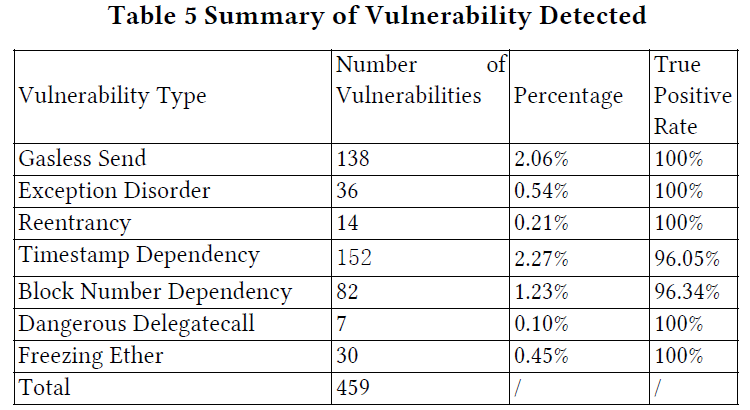 Table 5 Summary of Vulnerability Detected
Vulnerability Type Number of Vulnerabilities Percentage True Positive Rate
Gasless Send 138 2.06% 100%
Exception Disorder 36 0.54% 100%
Reentrancy 14 0.21% 100%
Timestamp Dependency 152 2.27% 96.05%
Block Number Dependency 82 1.23% 96.34%
Dangerous Delegatecall 7 0.10% 100%
Freezing Ether 30 0.45% 100%
Total 459 / /